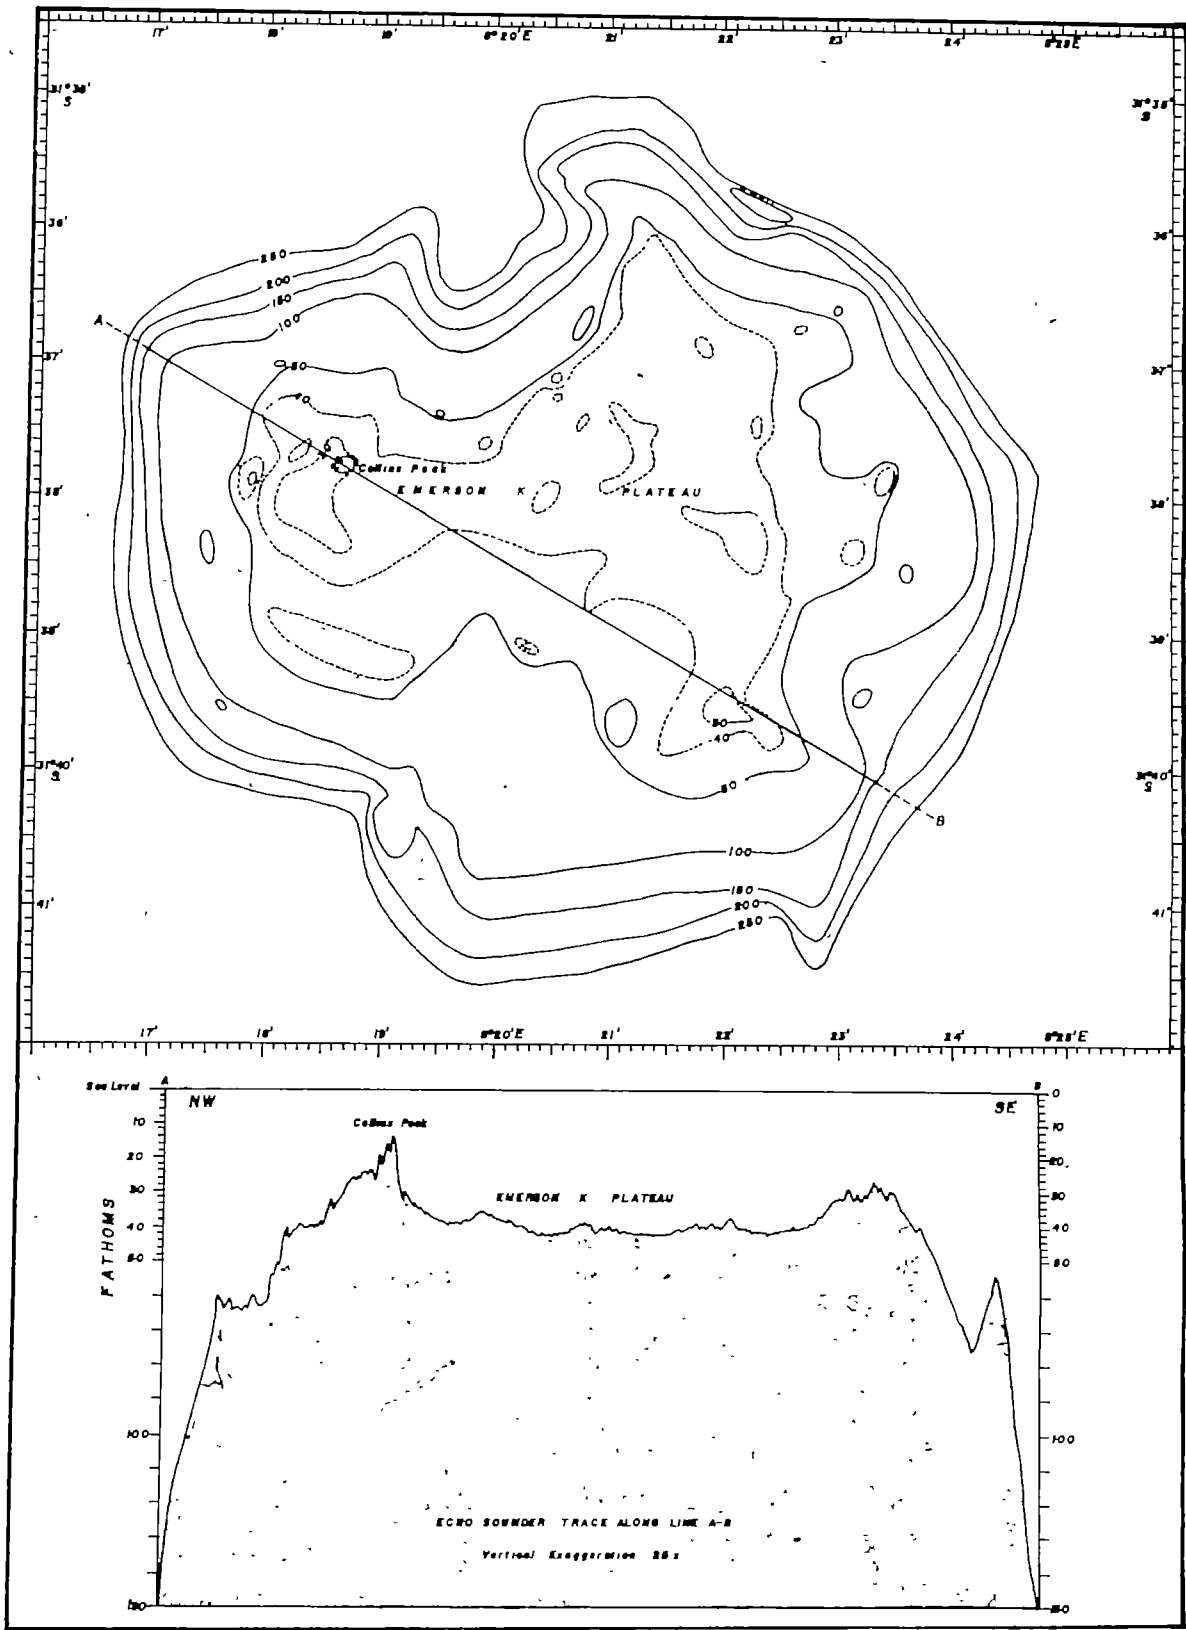 17' 18' 19' 8°20'E 21' 22' 23' 24' 8°25'E
31°35' 31°35'
S S
36' 36'
250
200
150
100
A
37' 37'
50
40
Collins Peak
EMERSON K PLATEAU
38' 38'
39' 39'
50
40
31°40' 31°40'
S S
50
B
100
150
200
250
41' 41'
17' 18' 19' 8°20'E 21' 22' 23' 24' 8°25'E
Sea Level A B 0
NW SE
10 Collins Peak 10
20 20
30 EMERSON K PLATEAU 30
40 40
50 50
FATHOMS
100 100
ECHO SOUNDER TRACE ALONG LINE A-B
Vertical Exaggeration 25x
150 150